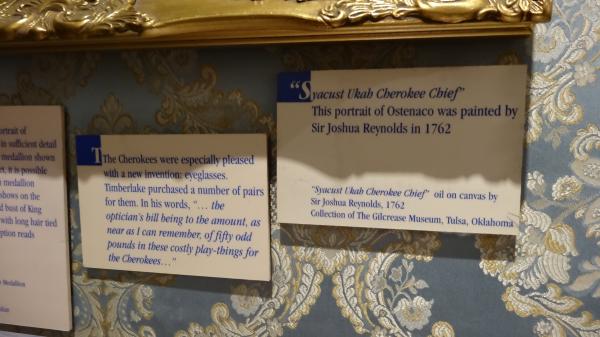 ortrait of
in sufficient detail
medallion shown
ct, it is possible
medallion
shows on the
d bust of King
with long hair tied
ption reads
Medallion
The Cherokees were especially pleased
with a new invention: eyeglasses.
Timberlake purchased a number of pairs
for them. In his words, "… the
optician's bill being to the amount, as
near as I can remember, of fifty odd
pounds in these costly play-things for
the Cherokees…"
"Syacust Ukah Cherokee Chief"
This portrait of Ostenaco was painted by
Sir Joshua Reynolds in 1762
"Syacust Ukah Cherokee Chief" oil on canvas by
Sir Joshua Reynolds, 1762
Collection of The Gilcrease Museum, Tulsa, Oklahoma